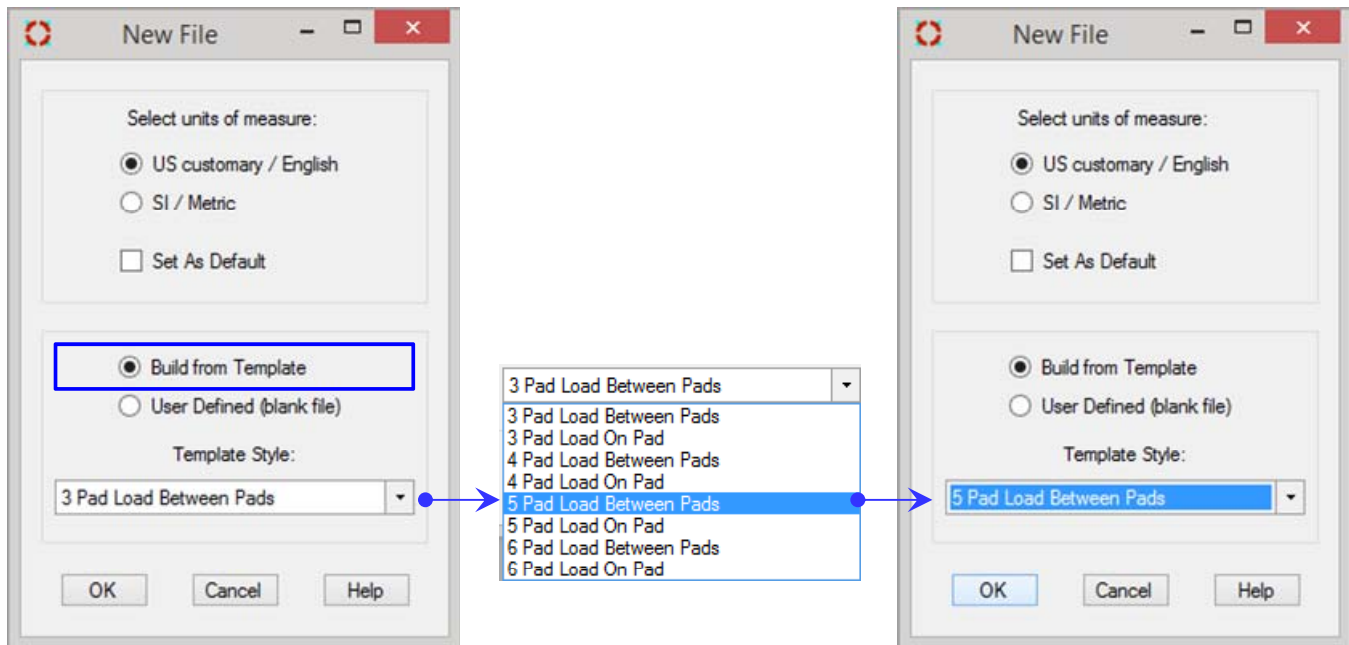 New File
Select units of measure:
US customary / English
SI / Metric
Set As Default
Build from Template
User Defined (blank file)
Template Style:
3 Pad Load Between Pads
OK Cancel Help
3 Pad Load Between Pads
3 Pad Load Between Pads
3 Pad Load On Pad
4 Pad Load Between Pads
4 Pad Load On Pad
5 Pad Load Between Pads
5 Pad Load On Pad
6 Pad Load Between Pads
6 Pad Load On Pad
New File
Select units of measure:
US customary / English
SI / Metric
Set As Default
Build from Template
User Defined (blank file)
Template Style:
5 Pad Load Between Pads
OK Cancel Help